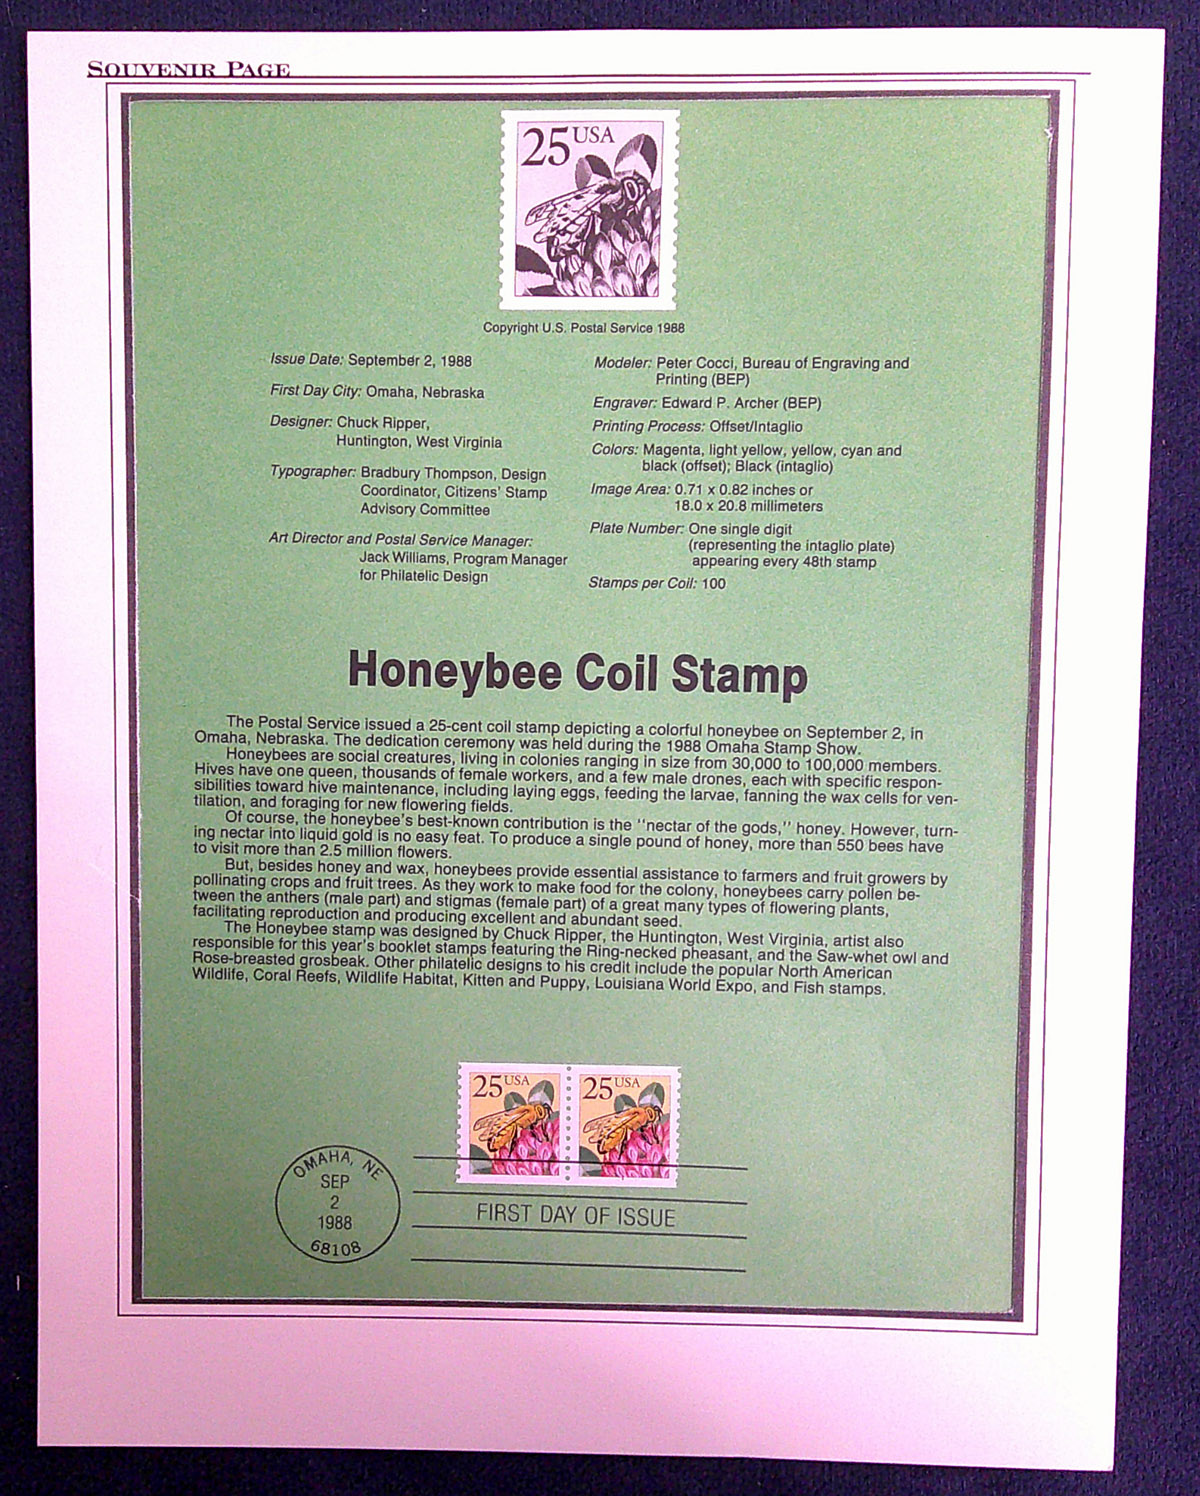 SOUVENIR PAGE
25 USA
Copyright U.S. Postal Service 1988
Issue Date: September 2, 1988
First Day City: Omaha, Nebraska
Designer: Chuck Ripper,
Huntington, West Virginia
Typographer: Bradbury Thompson, Design
Coordinator, Citizens' Stamp
Advisory Committee
Art Director and Postal Service Manager:
Jack Williams, Program Manager
for Philatelic Design
Modeler: Peter Cocci, Bureau of Engraving and
Printing (BEP)
Engraver: Edward P. Archer (BEP)
Printing Process: Offset/Intaglio
Colors: Magenta, light yellow, yellow, cyan and
black (offset); Black (intaglio)
Image Area: 0.71 x 0.82 inches or
18.0 x 20.8 millimeters
Plate Number: One single digit
(representing the intaglio plate)
appearing every 48th stamp
Stamps per Coil: 100
Honeybee Coil Stamp
The Postal Service issued a 25-cent coil stamp depicting a colorful honeybee on September 2, in
Omaha, Nebraska. The dedication ceremony was held during the 1988 Omaha Stamp Show.
Honeybees are social creatures, living in colonies ranging in size from 30,000 to 100,000 members.
Hives have one queen, thousands of female workers, and a few male drones, each with specific respon-
sibilities toward hive maintenance, including laying eggs, feeding the larvae, fanning the wax cells for ven-
tilation, and foraging for new flowering fields.
Of course, the honeybee's best-known contribution is the "nectar of the gods," honey. However, turn-
ing nectar into liquid gold is no easy feat. To produce a single pound of honey, more than 550 bees have
to visit more than 2.5 million flowers.
But, besides honey and wax, honeybees provide essential assistance to farmers and fruit growers by
pollinating crops and fruit trees. As they work to make food for the colony, honeybees carry pollen be-
tween the anthers (male part) and stigmas (female part) of a great many types of flowering plants,
facilitating reproduction and producing excellent and abundant seed.
The Honeybee stamp was designed by Chuck Ripper, the Huntington, West Virginia, artist also
responsible for this year's booklet stamps featuring the Ring-necked pheasant, and the Saw-whet owl and
Rose-breasted grosbeak. Other philatelic designs to his credit include the popular North American
Wildlife, Coral Reefs, Wildlife Habitat, Kitten and Puppy, Louisiana World Expo, and Fish stamps.
25 USA
25 USA
OMAHA, NE
SEP
2
1988
68108
FIRST DAY OF ISSUE